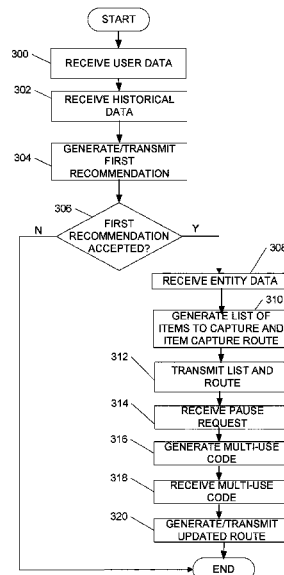 START
300
RECEIVE USER DATA
302
RECEIVE HISTORICAL
DATA
304
GENERATE/TRANSMIT
FIRST
RECOMMENDATION
306
N
FIRST
RECOMMENDATION
ACCEPTED?
Y
308
RECEIVE ENTITY DATA
310
GENERATE LIST OF
ITEMS TO CAPTURE AND
ITEM CAPTURE ROUTE
312
TRANSMIT LIST AND
ROUTE
314
RECEIVE PAUSE
REQUEST
316
GENERATE MULTI-USE
CODE
318
RECEIVE MULTI-USE
CODE
320
GENERATE/TRANSMIT
UPDATED ROUTE
END